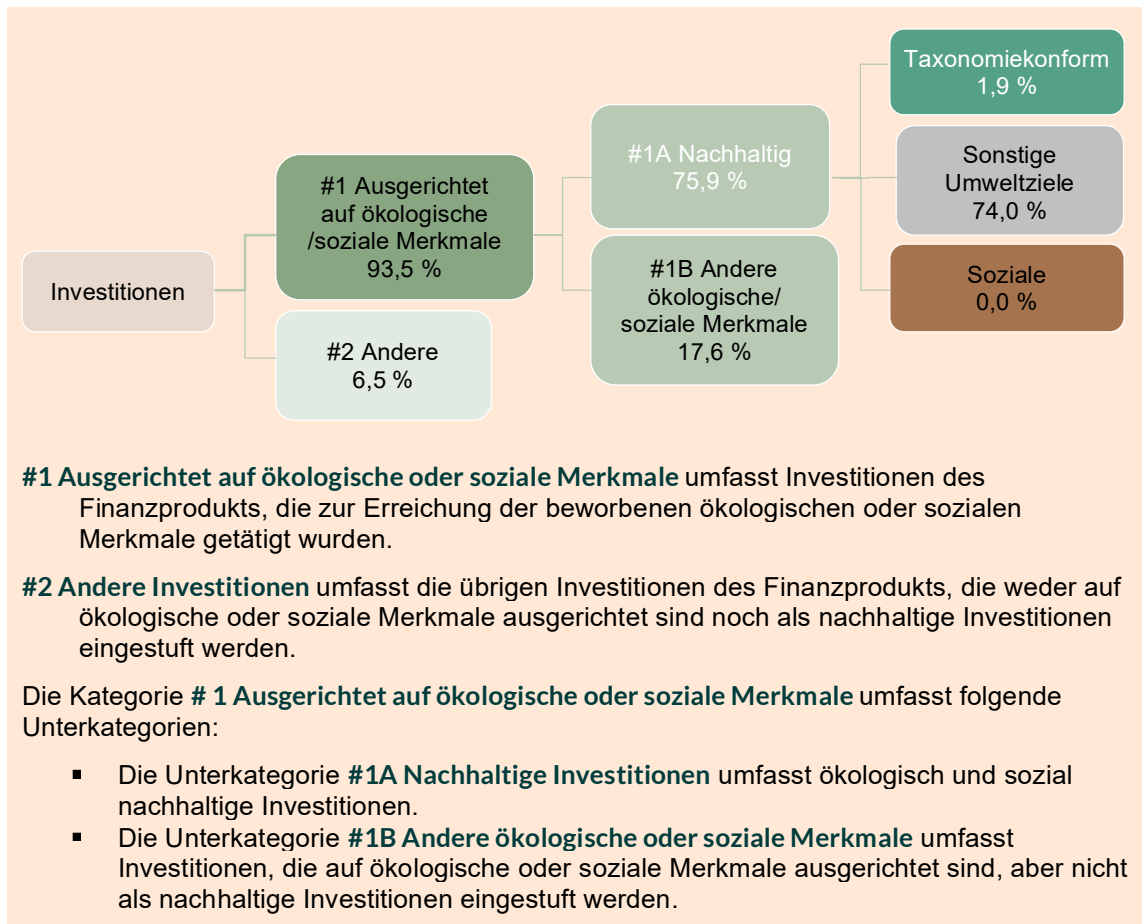 Investitionen
#1 Ausgerichtet
auf ökologische
/soziale Merkmale
93,5 %
#2 Andere
6,5 %
#1A Nachhaltig
75,9 %
#1B Andere
ökologische/
soziale Merkmale
17,6 %
Taxonomiekonform
1,9 %
Sonstige
Umweltziele
74,0 %
Soziale
0,0 %
#1 Ausgerichtet auf ökologische oder soziale Merkmale umfasst Investitionen des
Finanzprodukts, die zur Erreichung der beworbenen ökologischen oder sozialen
Merkmale getätigt wurden.
#2 Andere Investitionen umfasst die übrigen Investitionen des Finanzprodukts, die weder auf
ökologische oder soziale Merkmale ausgerichtet sind noch als nachhaltige Investitionen
eingestuft werden.
Die Kategorie # 1 Ausgerichtet auf ökologische oder soziale Merkmale umfasst folgende
Unterkategorien:
▪ Die Unterkategorie #1A Nachhaltige Investitionen umfasst ökologisch und sozial
nachhaltige Investitionen.
▪ Die Unterkategorie #1B Andere ökologische oder soziale Merkmale umfasst
Investitionen, die auf ökologische oder soziale Merkmale ausgerichtet sind, aber nicht
als nachhaltige Investitionen eingestuft werden.